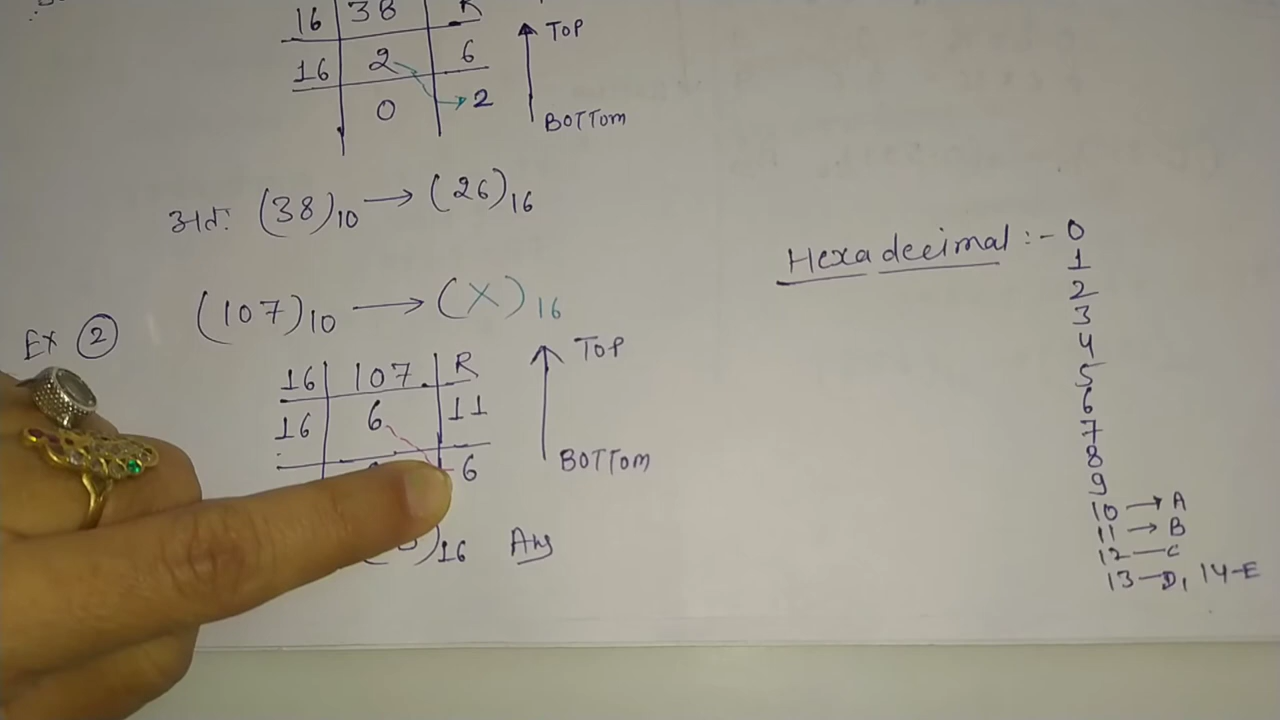 16 | 38 | R
TOP
16 | 2 | 6
0 | → 2
BOTTOM
अतः (38)10 → (26)16
Ex ② (107)10 → (X)16
16 | 107 | R
TOP
16 | 6 | 11
6
BOTTOM
)16 Ans
Hexadecimal :- 0
1
2
3
4
5
6
7
8
9
10 → A
11 → B
12 — C
13 — D, 14 - E